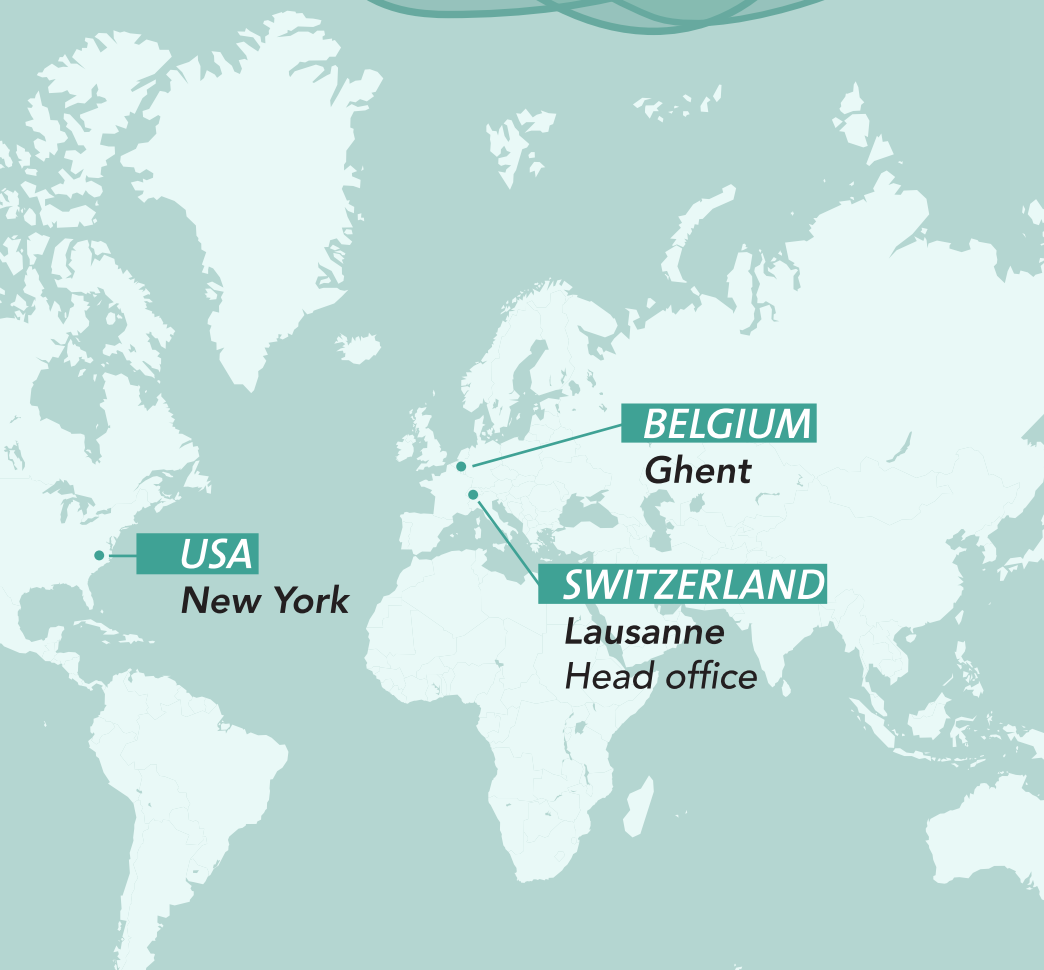 BELGIUM
Ghent
USA
New York
SWITZERLAND
Lausanne
Head office